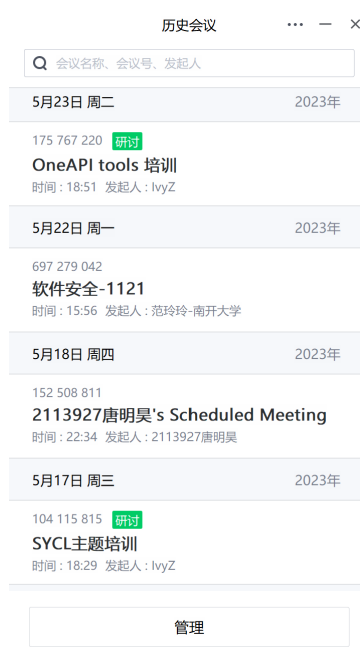 历史会议
会议名称、会议号、发起人
5月23日 周二 2023年
175 767 220 研讨
OneAPI tools 培训
时间 : 18:51 发起人 : IvyZ
5月22日 周一 2023年
697 279 042
软件安全-1121
时间 : 15:56 发起人 : 范玲玲-南开大学
5月18日 周四 2023年
152 508 811
2113927唐明昊's Scheduled Meeting
时间 : 22:34 发起人 : 2113927唐明昊
5月17日 周三 2023年
104 115 815 研讨
SYCL主题培训
时间 : 18:29 发起人 : IvyZ
管理